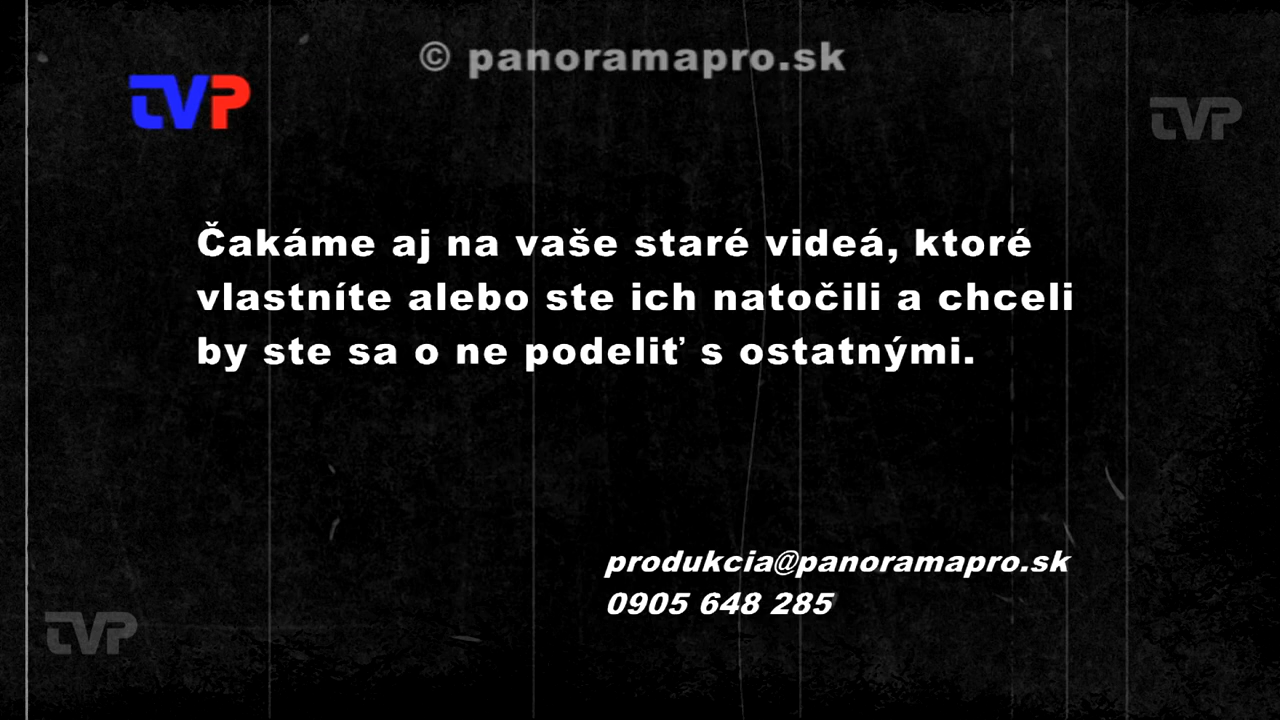 © panoramapro.sk
TVP
TVP
Čakáme aj na vaše staré videá, ktoré
vlastníte alebo ste ich natočili a chceli
by ste sa o ne podeliť s ostatnými.
produkcia@panoramapro.sk
0905 648 285
TVP